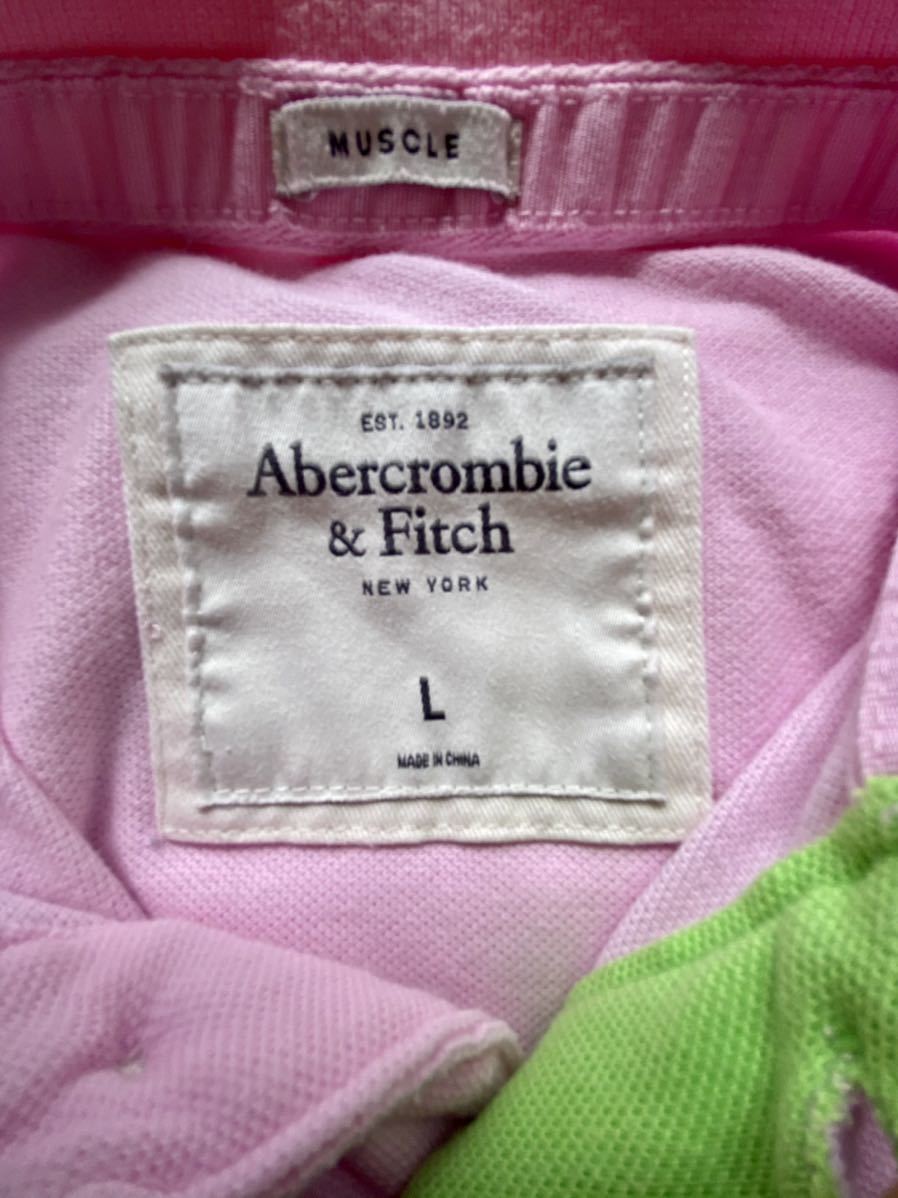 MUSCLE
EST. 1892
Abercrombie
& Fitch
NEW YORK
L
MADE IN CHINA